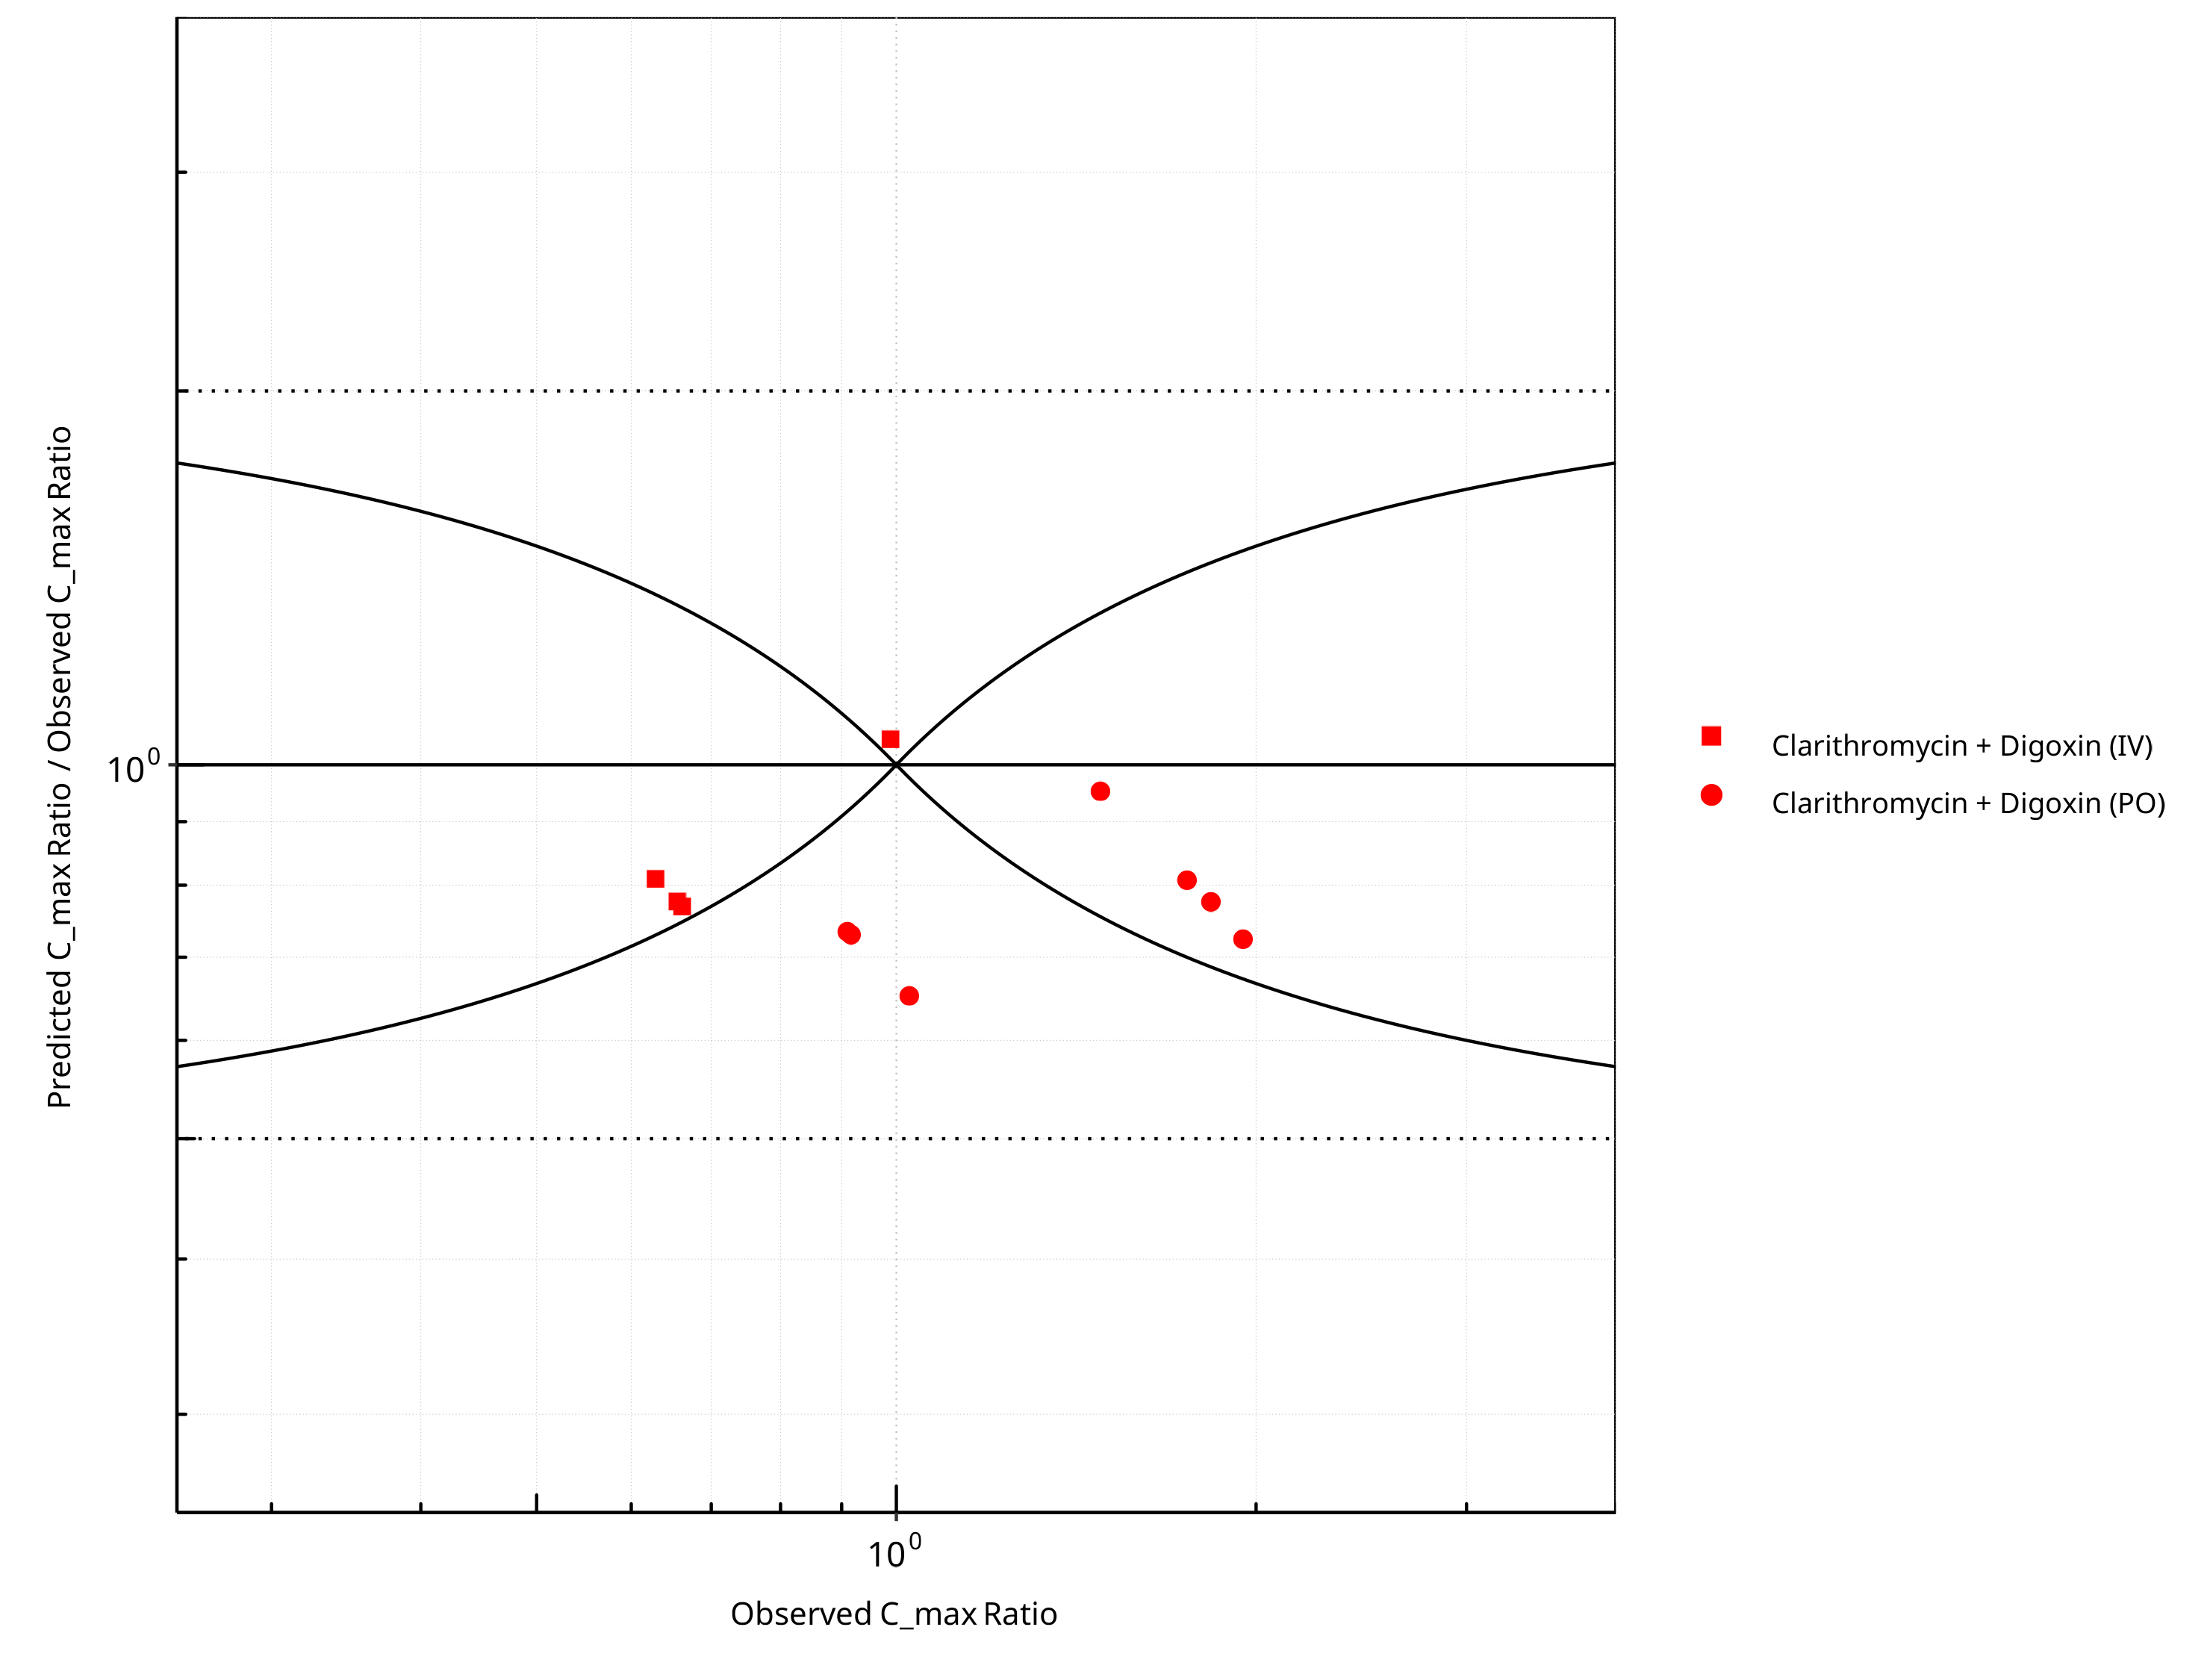 Predicted C_max Ratio / Observed C_max Ratio
10^0
10^0
Observed C_max Ratio
Clarithromycin + Digoxin (IV)
Clarithromycin + Digoxin (PO)